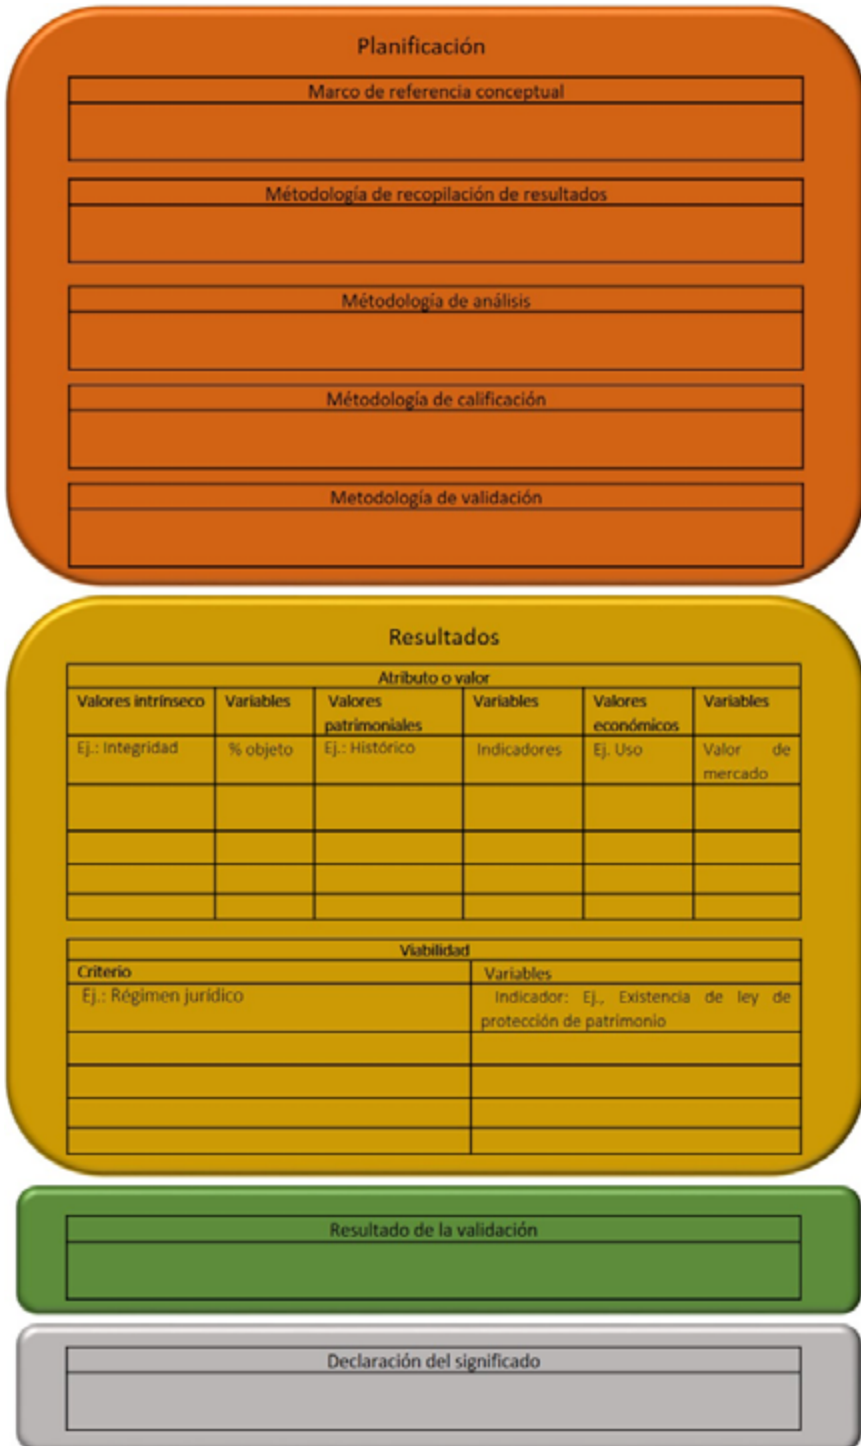 Planificación
Marco de referencia conceptual
Métodología de recopilación de resultados
Métodología de análisis
Métodología de calificación
Metodología de validación
Resultados
Atributo o valor
Valores intrínseco Variables Valores patrimoniales Variables Valores económicos Variables
Ej.: Integridad % objeto Ej.: Histórico Indicadores Ej. Uso Valor de mercado
Viabilidad
Criterio Variables
Ej.: Régimen jurídico Indicador: Ej., Existencia de ley de
protección de patrimonio
Resultado de la validación
Declaración del significado